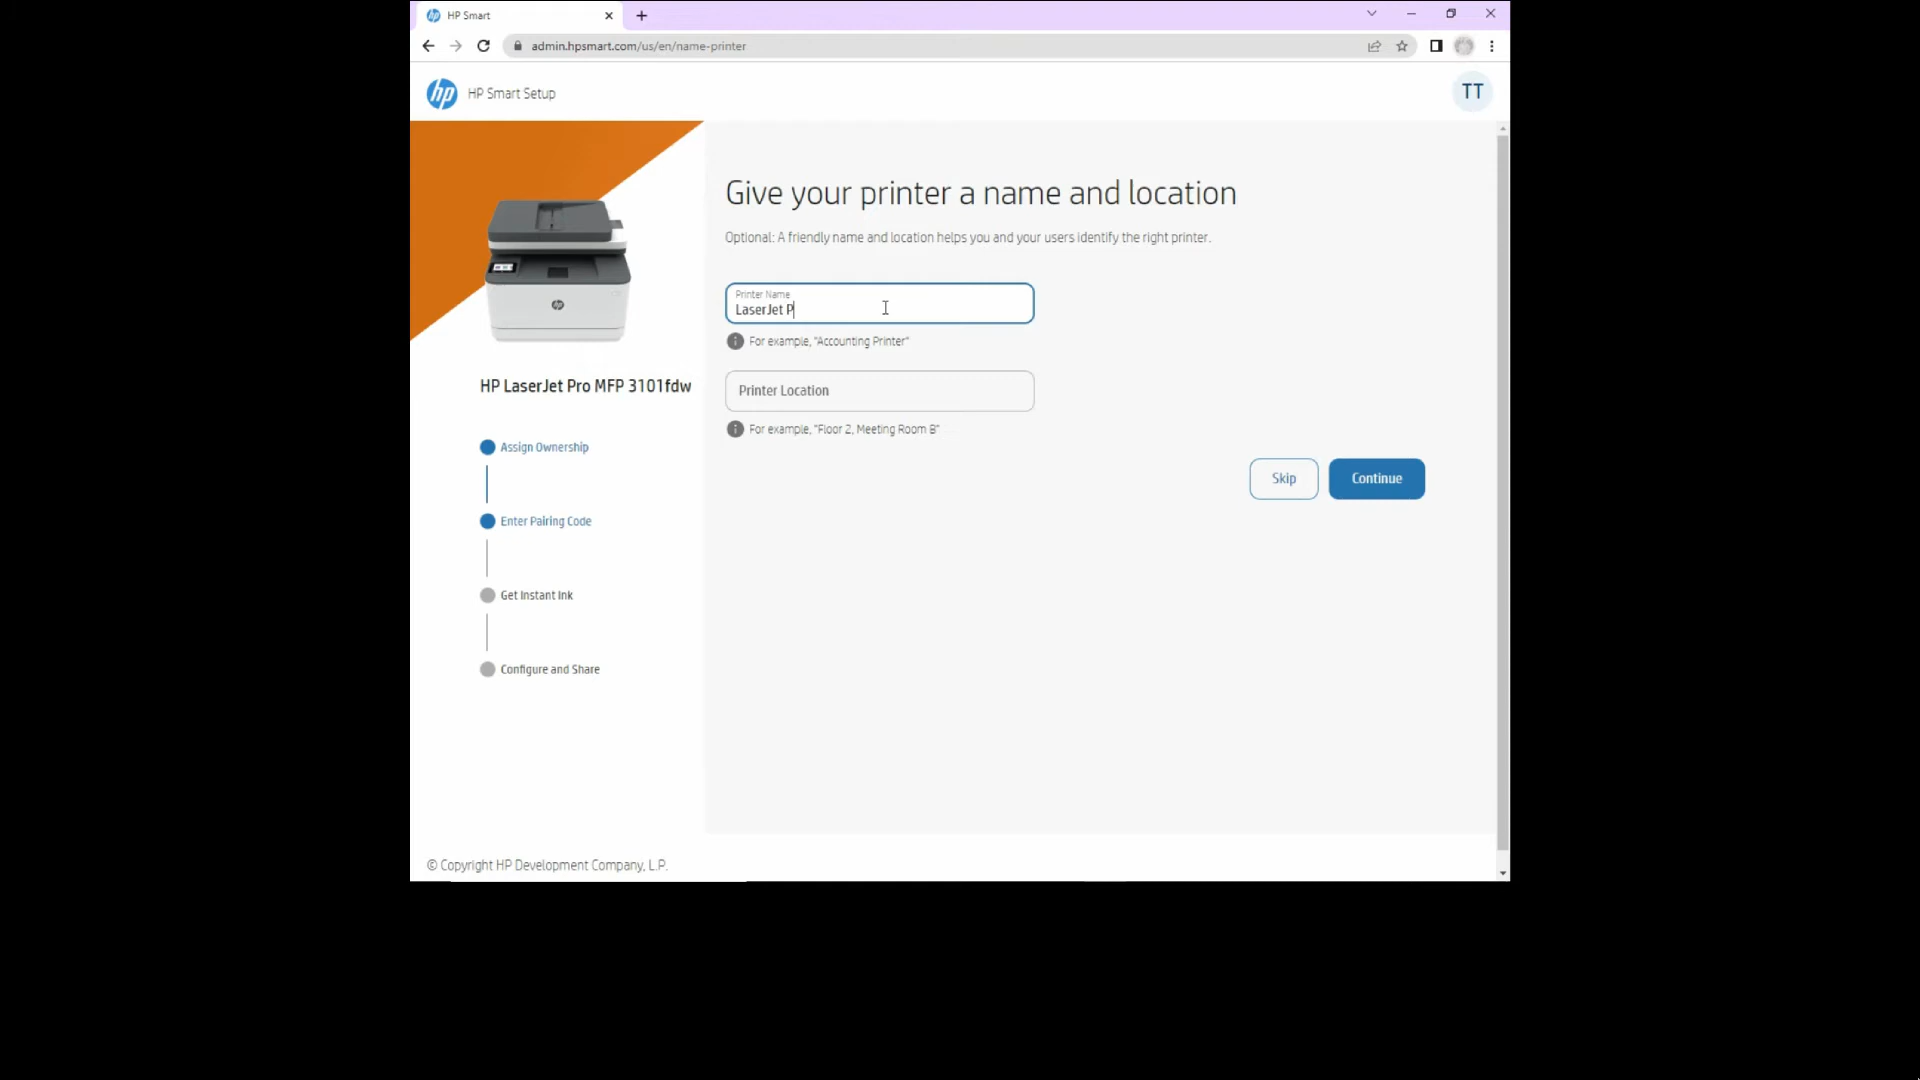 HP Smart
admin.hpsmart.com/us/en/name-printer
hp
HP Smart Setup
TT
HP LaserJet Pro MFP 3101fdw
Assign Ownership
Enter Pairing Code
Get Instant Ink
Configure and Share
Give your printer a name and location
Optional: A friendly name and location helps you and your users identify the right printer.
Printer Name
LaserJet P
For example, "Accounting Printer"
Printer Location
For example, "Floor 2, Meeting Room B"
Skip
Continue
© Copyright HP Development Company, L.P.